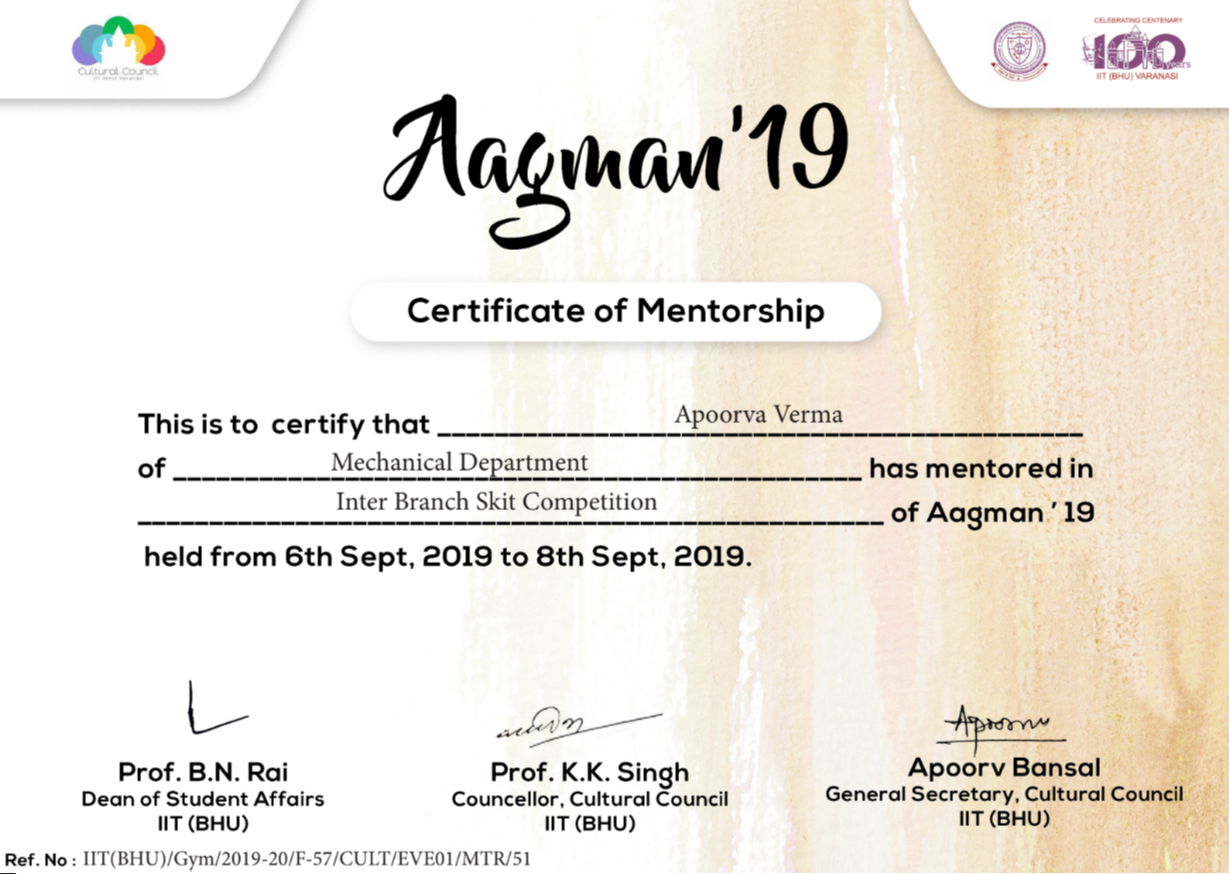 Cultural Council
IIT (BHU) Varanasi
CELEBRATING CENTENARY
100 years
IIT (BHU) VARANASI
Aagman'19
Certificate of Mentorship
This is to certify that Apoorva Verma
of Mechanical Department has mentored in
Inter Branch Skit Competition of Aagman ' 19
held from 6th Sept, 2019 to 8th Sept, 2019.
Prof. B.N. Rai
Dean of Student Affairs
IIT (BHU)
Prof. K.K. Singh
Councellor, Cultural Council
IIT (BHU)
Apoorv Bansal
General Secretary, Cultural Council
IIT (BHU)
Ref. No : IIT(BHU)/Gym/2019-20/F-57/CULT/EVE01/MTR/51